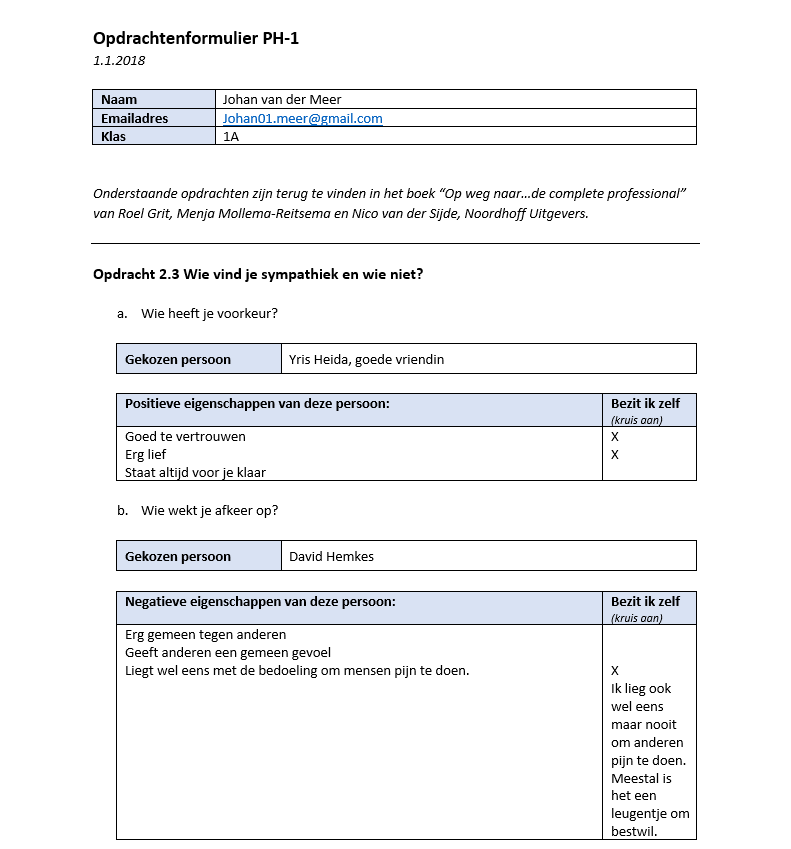 Opdrachtenformulier PH-1
1.1.2018
Naam Johan van der Meer
Emailadres Johan01.meer@gmail.com
Klas 1A
Onderstaande opdrachten zijn terug te vinden in het boek “Op weg naar…de complete professional”
van Roel Grit, Menja Mollema-Reitsema en Nico van der Sijde, Noordhoff Uitgevers.
Opdracht 2.3 Wie vind je sympathiek en wie niet?
a. Wie heeft je voorkeur?
Gekozen persoon Yris Heida, goede vriendin
Positieve eigenschappen van deze persoon: Bezit ik zelf
(kruis aan)
Goed te vertrouwen X
Erg lief X
Staat altijd voor je klaar
b. Wie wekt je afkeer op?
Gekozen persoon David Hemkes
Negatieve eigenschappen van deze persoon: Bezit ik zelf
(kruis aan)
Erg gemeen tegen anderen
Geeft anderen een gemeen gevoel
Liegt wel eens met de bedoeling om mensen pijn te doen. X
Ik lieg ook
wel eens
maar nooit
om anderen
pijn te doen.
Meestal is
het een
leugentje om
bestwil.